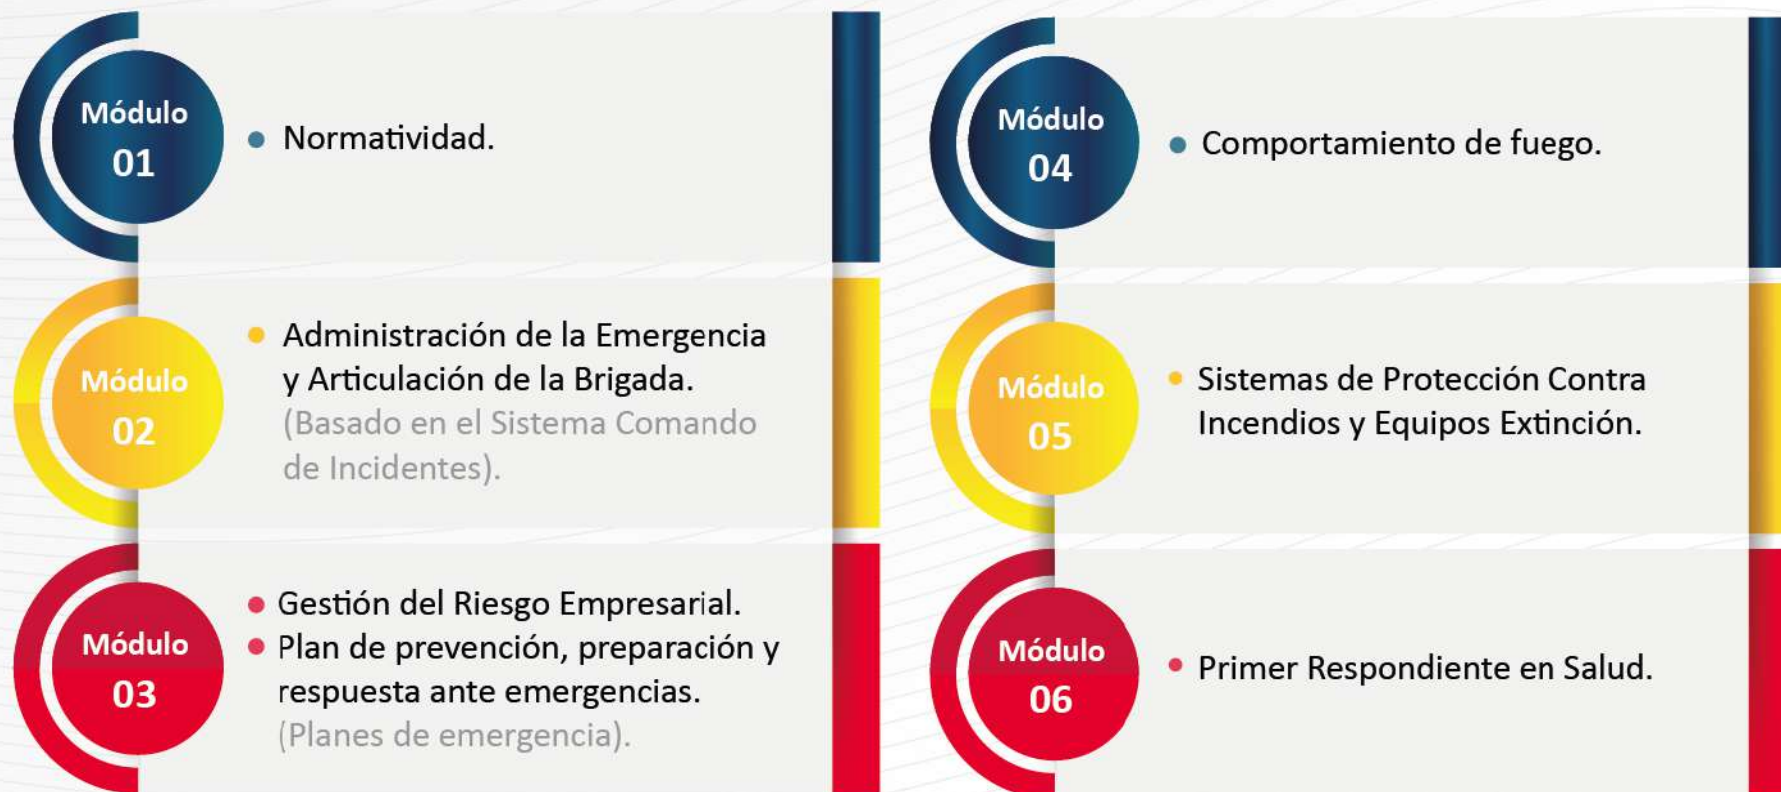 Módulo
01
Normatividad.
Módulo
02
Administración de la Emergencia
y Articulación de la Brigada.
(Basado en el Sistema Comando
de Incidentes).
Módulo
03
Gestión del Riesgo Empresarial.
Plan de prevención, preparación y
respuesta ante emergencias.
(Planes de emergencia).
Módulo
04
Comportamiento de fuego.
Módulo
05
Sistemas de Protección Contra
Incendios y Equipos Extinción.
Módulo
06
Primer Respondiente en Salud.